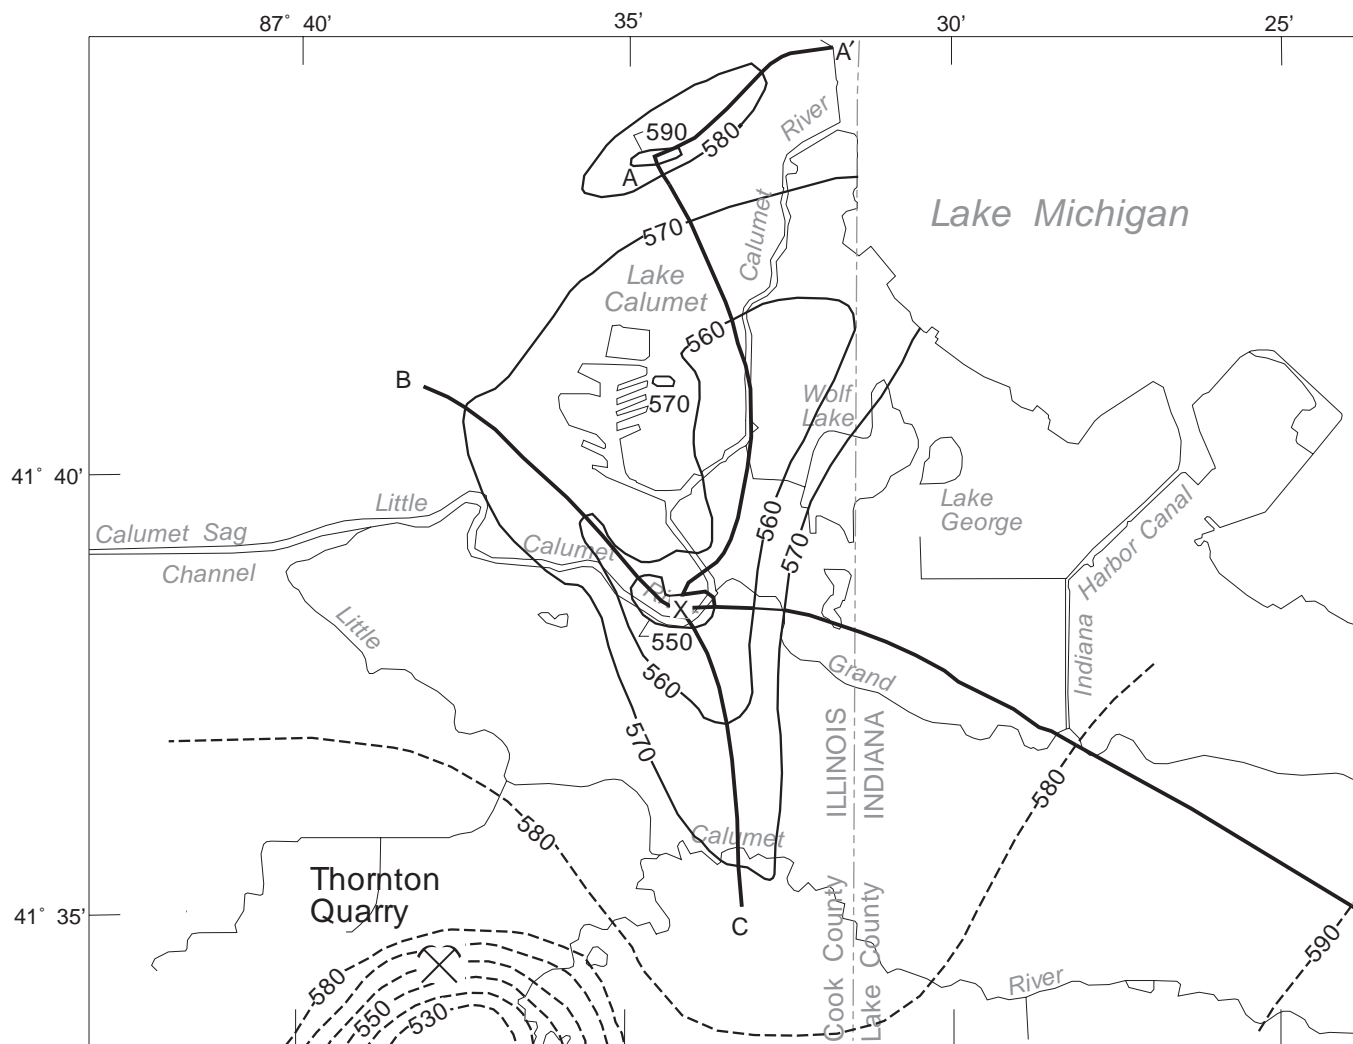 87° 40’
35’
30’
25’
A’
River
590
580
A
Calumet
Lake Michigan
570
Lake
Calumet
560
B
570
Wolf
Lake
41° 40’
Little
Lake
George
Calumet Sag
Channel
Calumet
560
570
Harbor Canal
Little
X
550
Indiana
560
Grand
570
ILLINOIS
INDIANA
580
580
Calumet
Thornton
Quarry
41° 35’
C
Cook County
Lake County
590
580
550
530
River